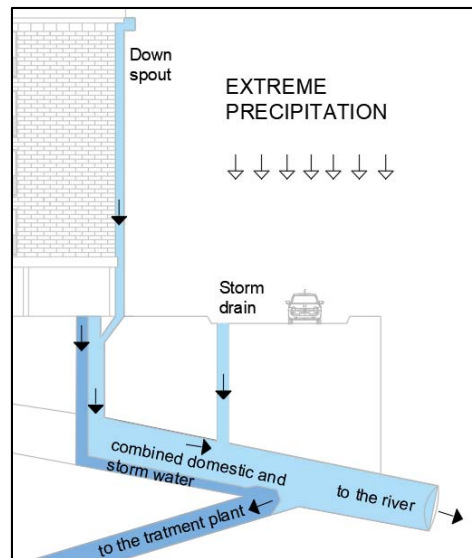 Down
spout
EXTREME
PRECIPITATION
Storm
drain
combined domestic and
storm water
to the river
to the tratment plant